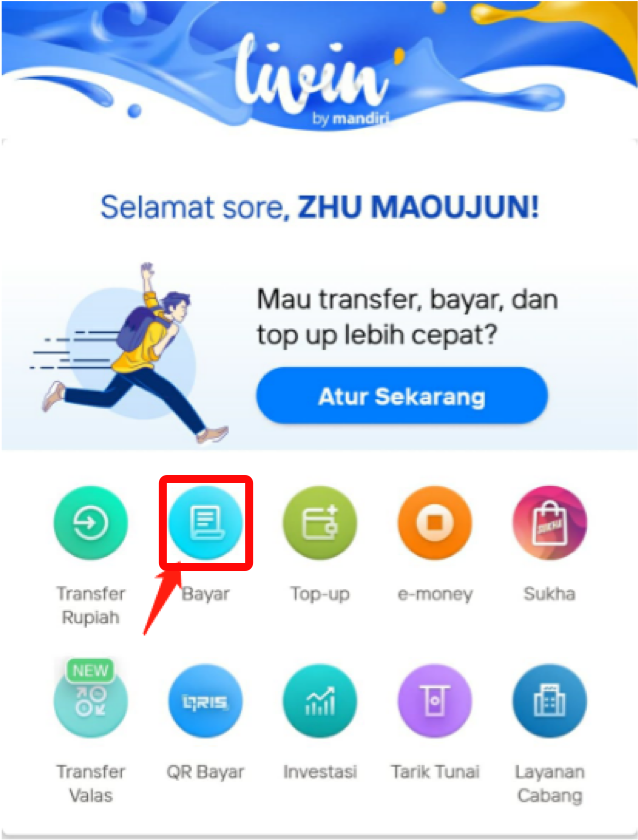 livin'
by mandiri
Selamat sore, ZHU MAOUJUN!
Mau transfer, bayar, dan
top up lebih cepat?
Atur Sekarang
SUKHA
Transfer
Rupiah
Bayar
Top-up
e-money
Sukha
NEW
QRIS
Transfer
Valas
QR Bayar
Investasi
Tarik Tunai
Layanan
Cabang